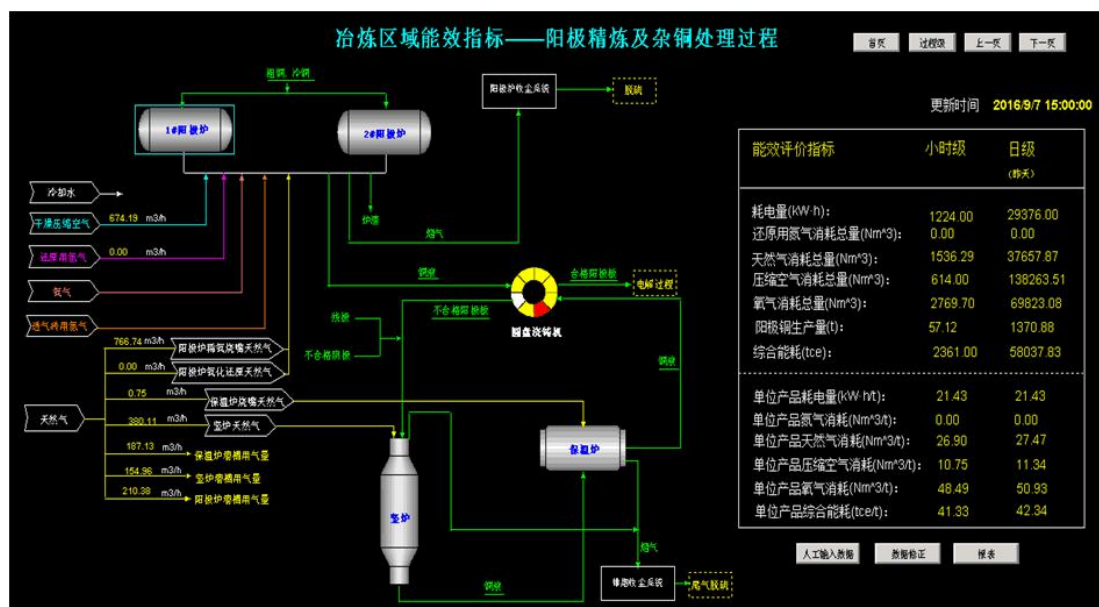 冶炼区域能效指标——阳极精炼及杂铜处理过程
首页 过程级 上一页 下一页
粗铜,冷铜
阳极炉收尘系统
脱硫
更新时间 2016/9/7 15:00:00
1#阳极炉
2#阳极炉
能效评价指标 小时级 日级
(昨天)
冷却水
干燥压缩空气 674.19 m3/h
炉渣
烟气
还原用氮气 0.00 m3/h
氧气
透气砖用氮气
耗电量(kW·h): 1224.00 29376.00
还原用氮气消耗总量(Nm^3): 0.00 0.00
天然气消耗总量(Nm^3): 1536.29 37657.87
压缩空气消耗总量(Nm^3): 614.00 138263.51
氧气消耗总量(Nm^3): 2769.70 69823.08
阳极铜生产量(t): 57.12 1370.88
综合能耗(tce): 2361.00 58037.83
铜液
合格阳极板
电解过程
不合格阳极板
圆盘浇铸机
残极
不合格阴极
铜液
766.74 m3/h 阳极炉稀氧烧嘴天然气
0.00 m3/h 阳极炉氧化还原天然气
0.75 m3/h 保温炉烧嘴天然气
天然气
380.11 m3/h 竖炉天然气
187.13 m3/h 保温炉溜槽用气量
154.96 m3/h 竖炉溜槽用气量
210.38 m3/h 阳极炉溜槽用气量
保温炉
竖炉
单位产品耗电量(kW·h/t): 21.43 21.43
单位产品氮气消耗(Nm^3/t): 0.00 0.00
单位产品天然气消耗(Nm^3/t): 26.90 27.47
单位产品压缩空气消耗(Nm^3/t): 10.75 11.34
单位产品氧气消耗(Nm^3/t): 48.49 50.93
单位产品综合能耗(tce/t): 41.33 42.34
烟气
铜液
收尘系统
尾气脱硫
人工输入数据 数据修正 报表